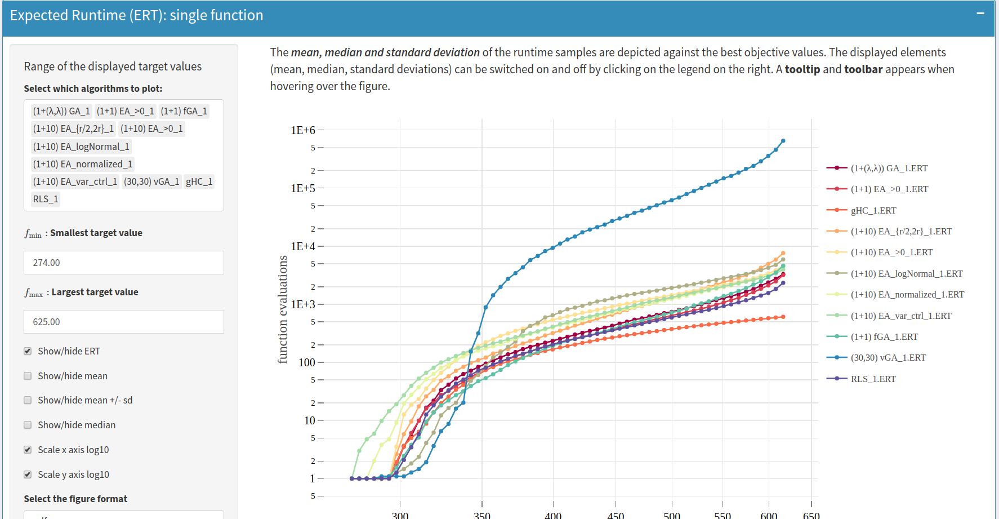 Expected Runtime (ERT): single function
Range of the displayed target values
Select which algorithms to plot:
(1+(λ,λ)) GA_1 (1+1) EA_>0_1 (1+1) fGA_1
(1+10) EA_{r/2,2r}_1 (1+10) EA_>0_1
(1+10) EA_logNormal_1
(1+10) EA_normalized_1
(1+10) EA_var_ctrl_1 (30,30) vGA_1 gHC_1
RLS_1
fmin : Smallest target value
274.00
fmax : Largest target value
625.00
Show/hide ERT
Show/hide mean
Show/hide mean +/- sd
Show/hide median
Scale x axis log10
Scale y axis log10
Select the figure format
The mean, median and standard deviation of the runtime samples are depicted against the best objective values. The displayed elements
(mean, median, standard deviations) can be switched on and off by clicking on the legend on the right. A tooltip and toolbar appears when
hovering over the figure.
function evaluations
1E+6
5
2
1E+5
5
2
1E+4
5
2
1E+3
5
2
100
5
2
10
5
2
1
5
300 350 400 450 500 550 600 650
(1+(λ,λ)) GA_1.ERT
(1+1) EA_>0_1.ERT
gHC_1.ERT
(1+10) EA_{r/2,2r}_1.ERT
(1+10) EA_>0_1.ERT
(1+10) EA_logNormal_1.ERT
(1+10) EA_normalized_1.ERT
(1+10) EA_var_ctrl_1.ERT
(1+1) fGA_1.ERT
(30,30) vGA_1.ERT
RLS_1.ERT